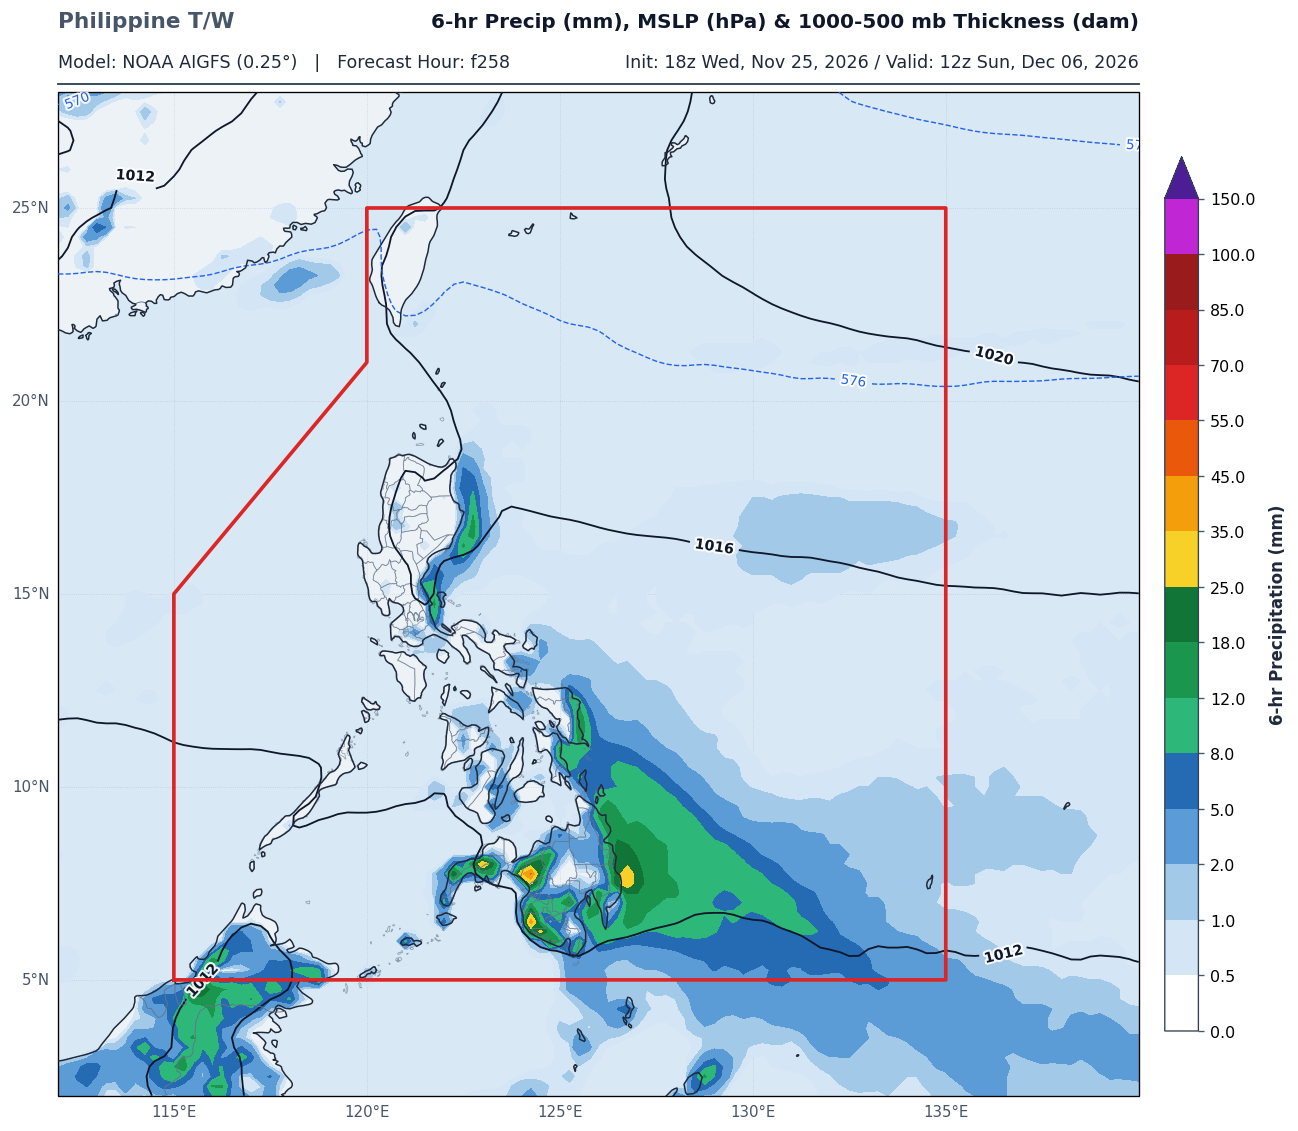 Philippine T/W
6-hr Precip (mm), MSLP (hPa) & 1000-500 mb Thickness (dam)
Model: NOAA AIGFS (0.25°) | Forecast Hour: f258
Init: 18z Wed, Nov 25, 2026 / Valid: 12z Sun, Dec 06, 2026
570
57
1012
25°N
150.0
100.0
85.0
1020
70.0
576
20°N
55.0
45.0
1016
35.0
15°N
25.0
18.0
12.0
10°N
8.0
5.0
2.0
1.0
1012
1012
5°N
0.5
0.0
6-hr Precipitation (mm)
115°E
120°E
125°E
130°E
135°E